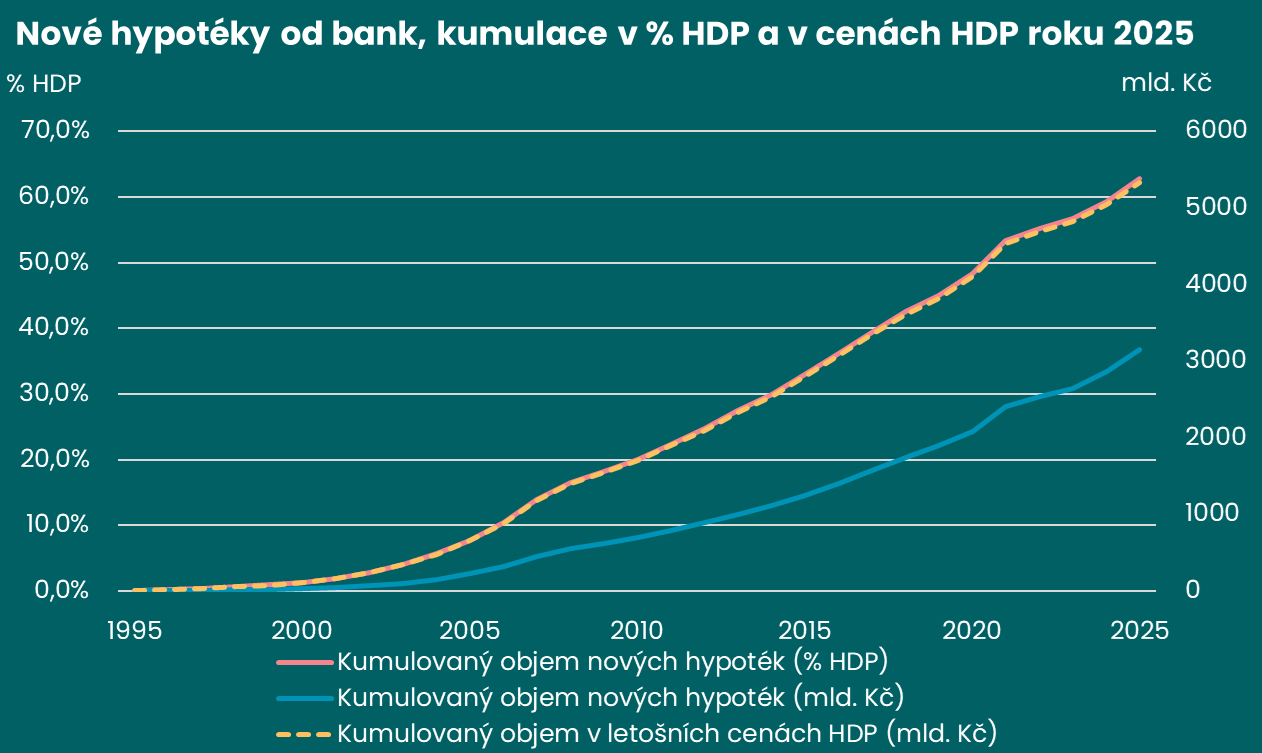 Nové hypotéky od bank, kumulace v % HDP a v cenách HDP roku 2025
% HDP
mld. Kč
70,0%
6000
60,0%
5000
50,0%
4000
40,0%
3000
30,0%
2000
20,0%
1000
10,0%
0,0%
0
1995 2000 2005 2010 2015 2020 2025
Kumulovaný objem nových hypoték (% HDP)
Kumulovaný objem nových hypoték (mld. Kč)
Kumulovaný objem v letošních cenách HDP (mld. Kč)